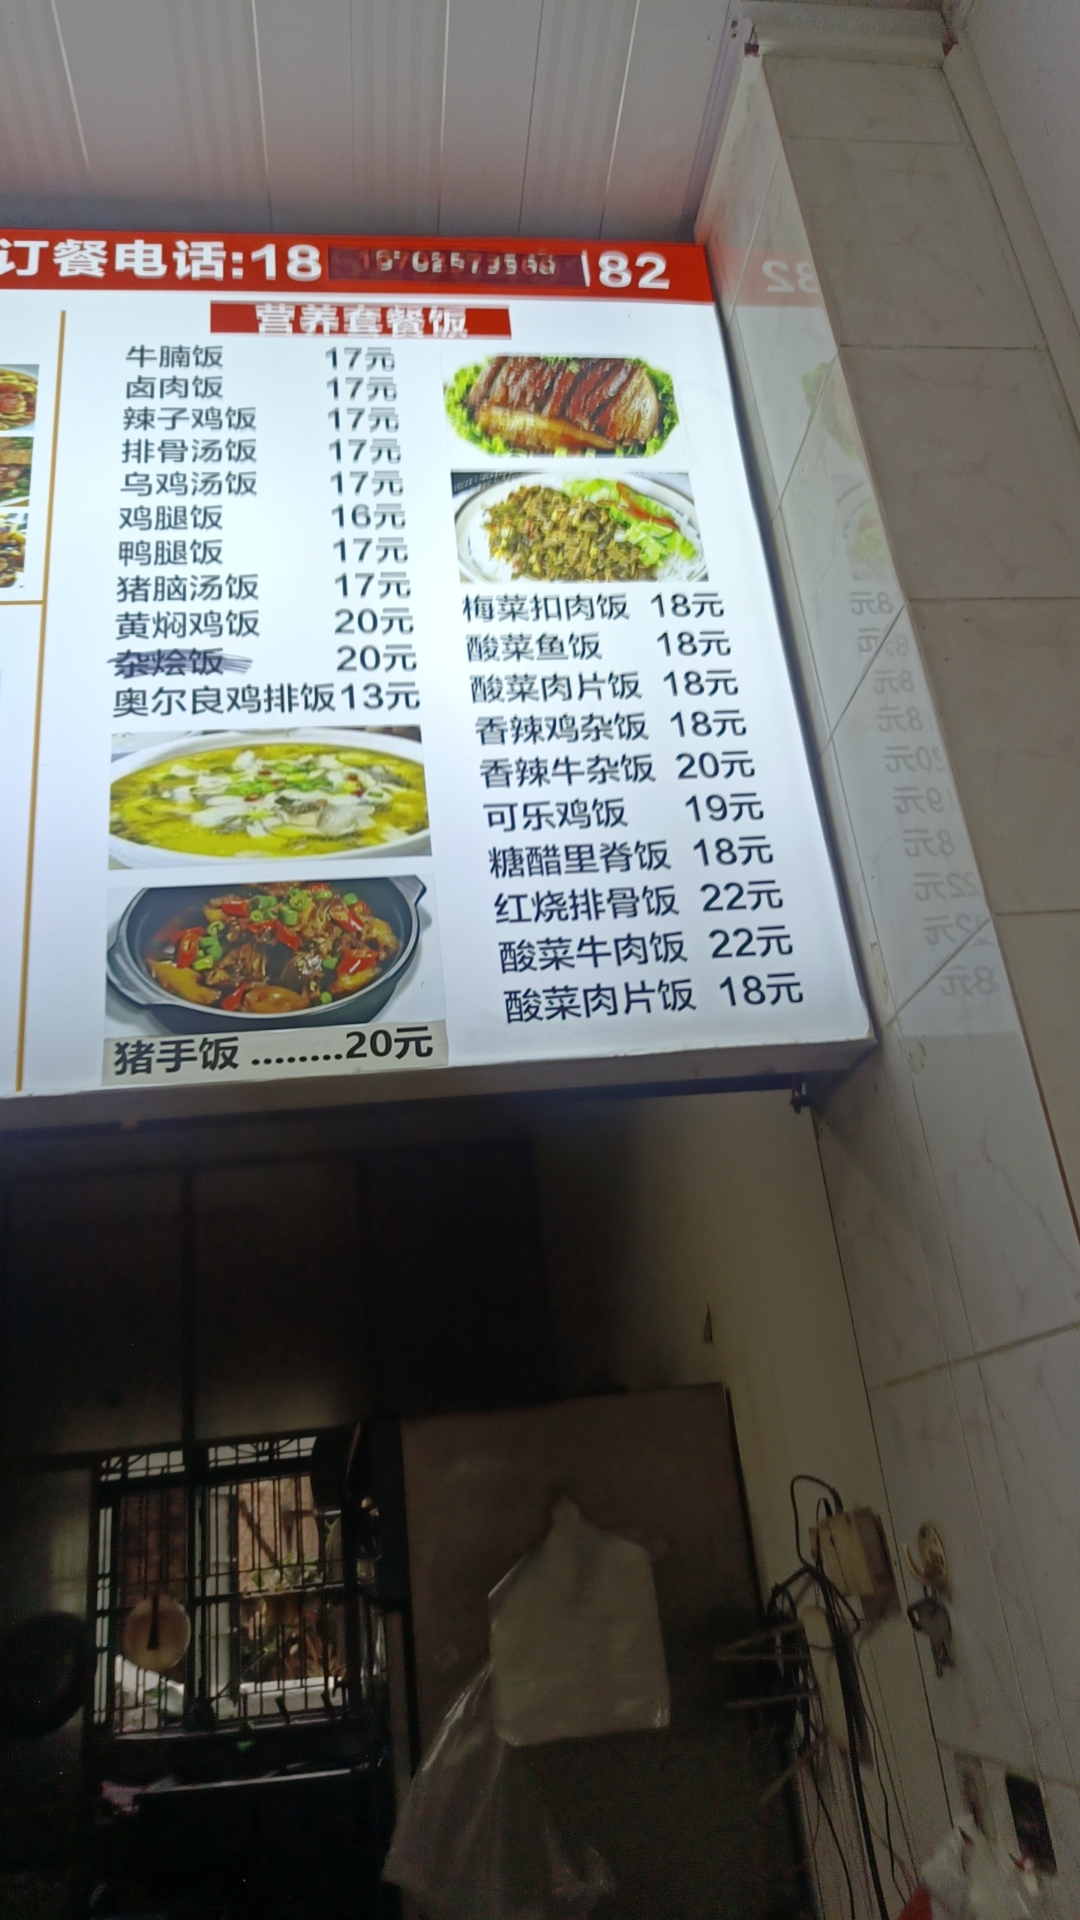 订餐电话:18 82
营养套餐饭
牛腩饭 17元
卤肉饭 17元
辣子鸡饭 17元
排骨汤饭 17元
乌鸡汤饭 17元
鸡腿饭 16元
鸭腿饭 17元
猪脑汤饭 17元
黄焖鸡饭 20元
杂烩饭 20元
奥尔良鸡排饭13元
猪手饭 ........20元
梅菜扣肉饭 18元
酸菜鱼饭 18元
酸菜肉片饭 18元
香辣鸡杂饭 18元
香辣牛杂饭 20元
可乐鸡饭 19元
糖醋里脊饭 18元
红烧排骨饭 22元
酸菜牛肉饭 22元
酸菜肉片饭 18元